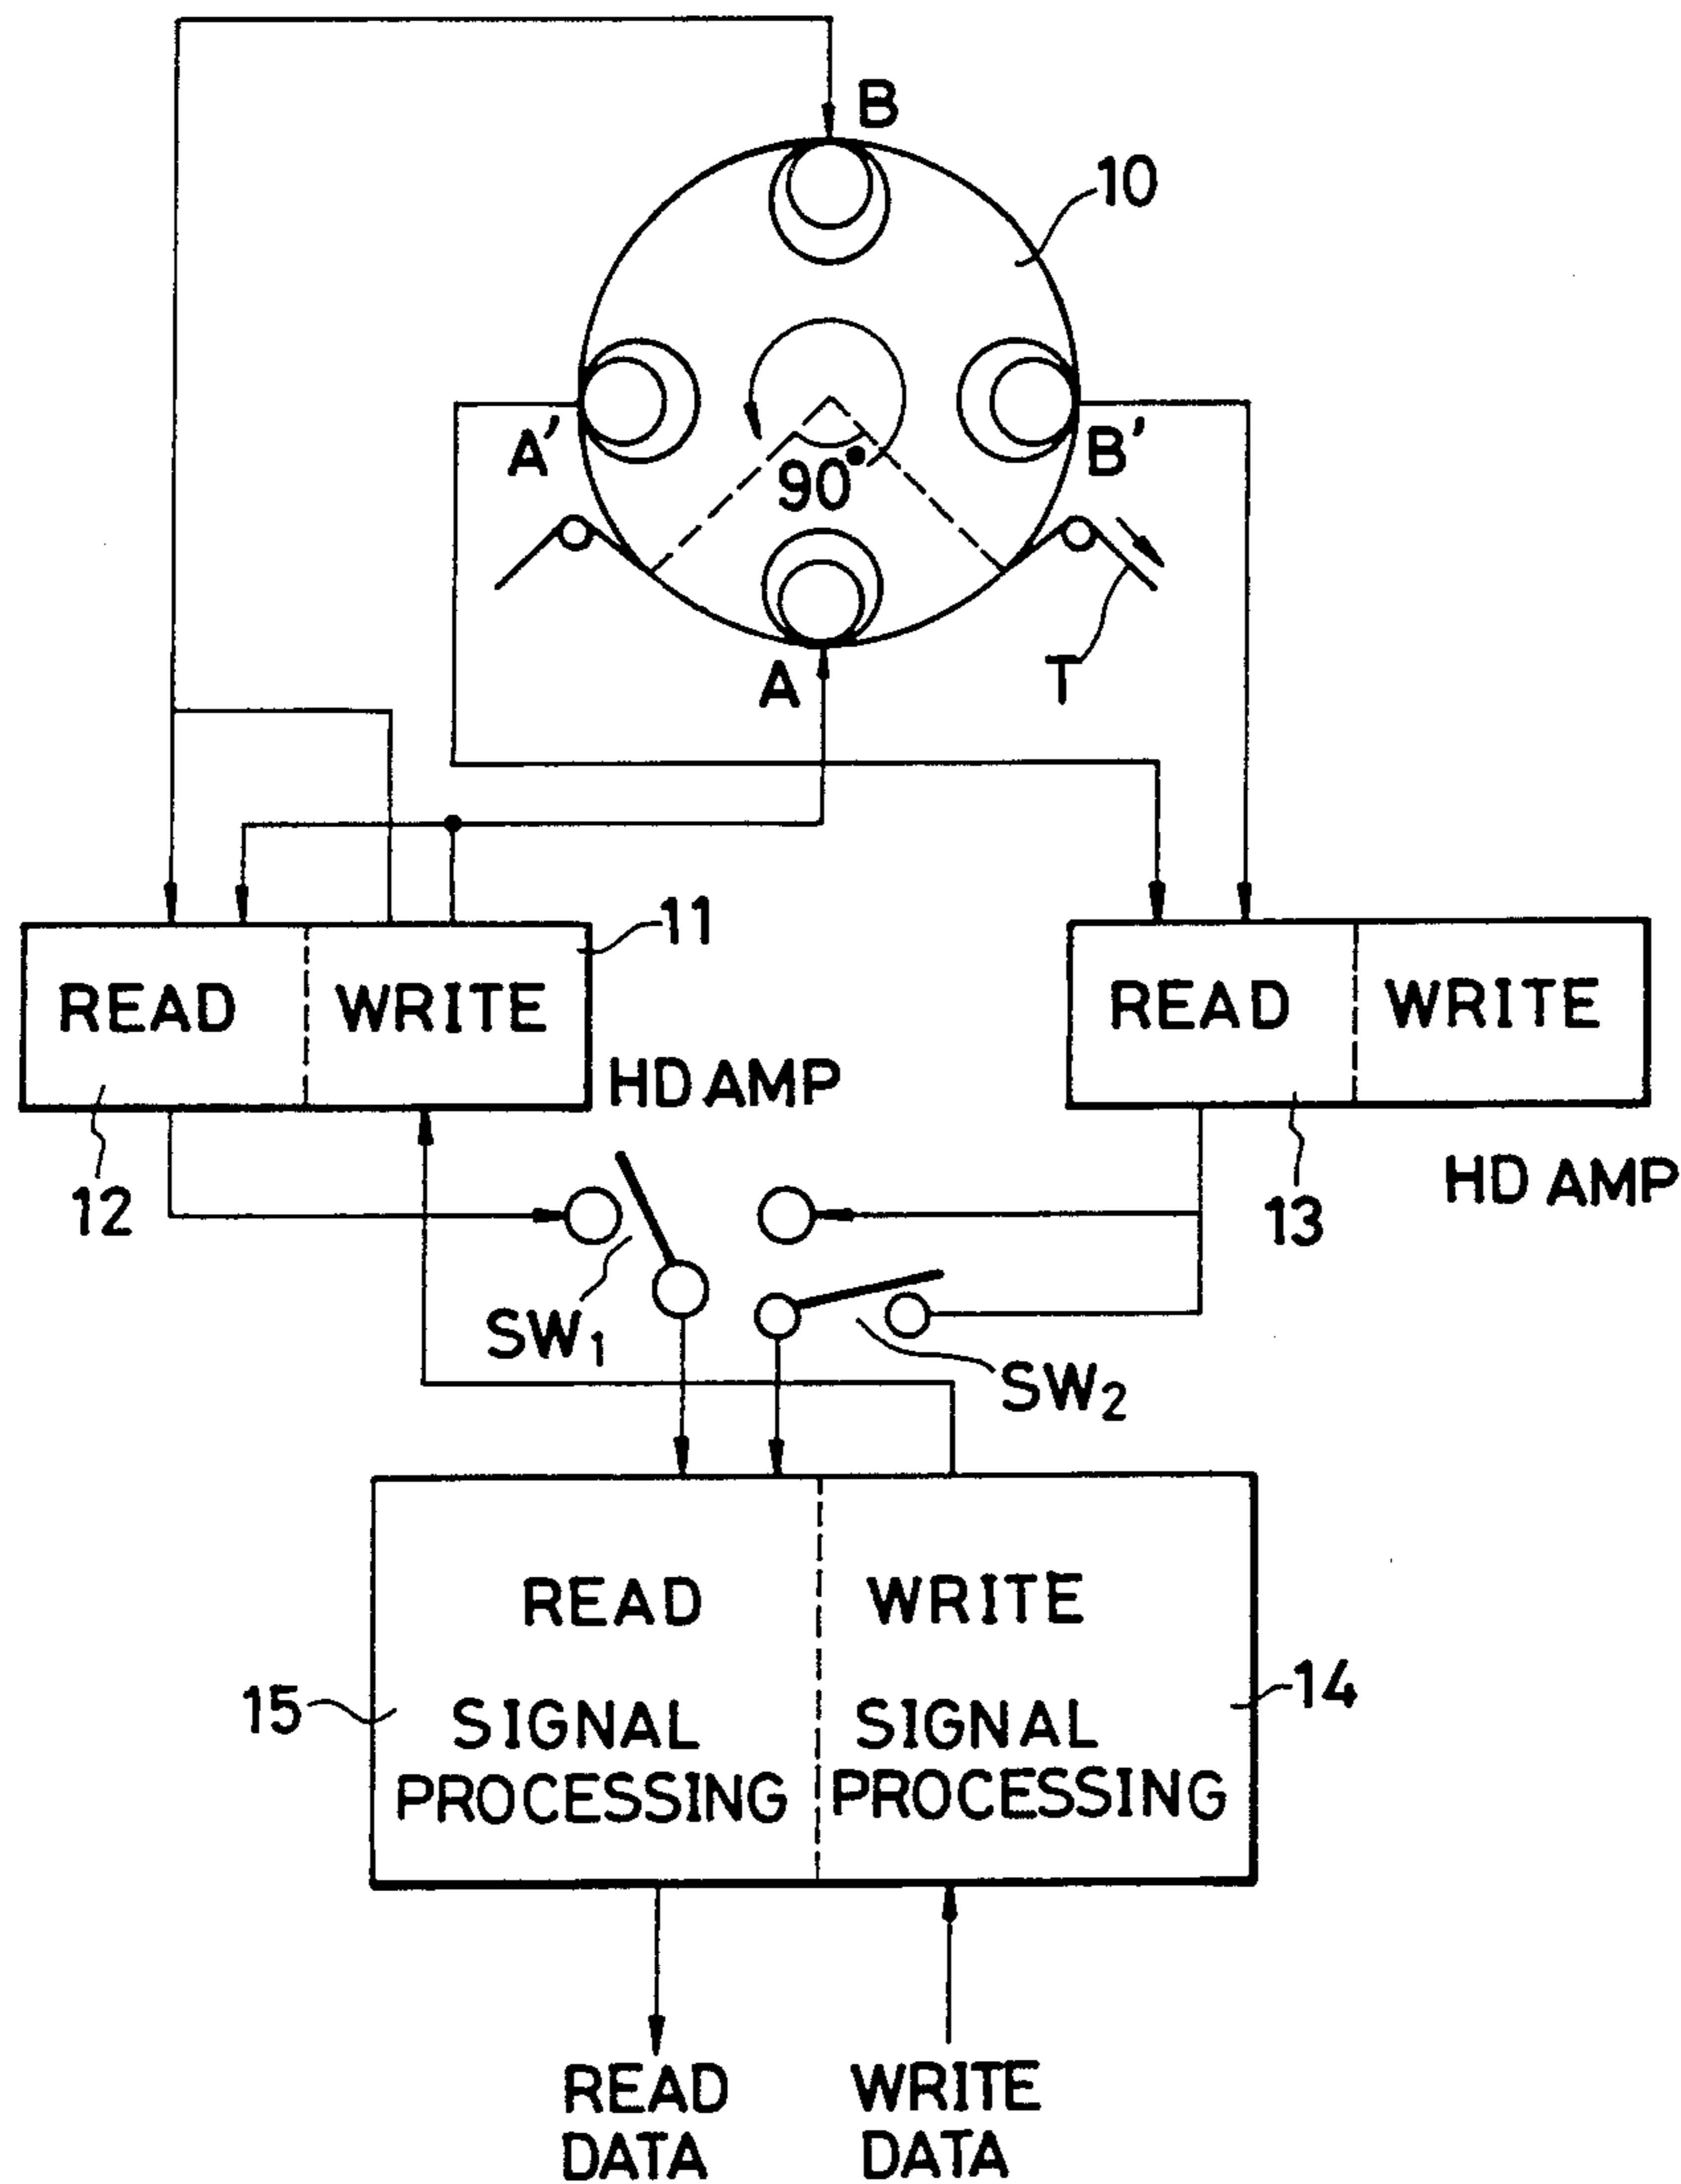 B
10
A′
B′
90°
A
T
11
READ
WRITE
READ
WRITE
HD AMP
12
13
HD AMP
SW1
SW2
READ
WRITE
15
14
SIGNAL
SIGNAL
PROCESSING
PROCESSING
READ
WRITE
DATA
DATA